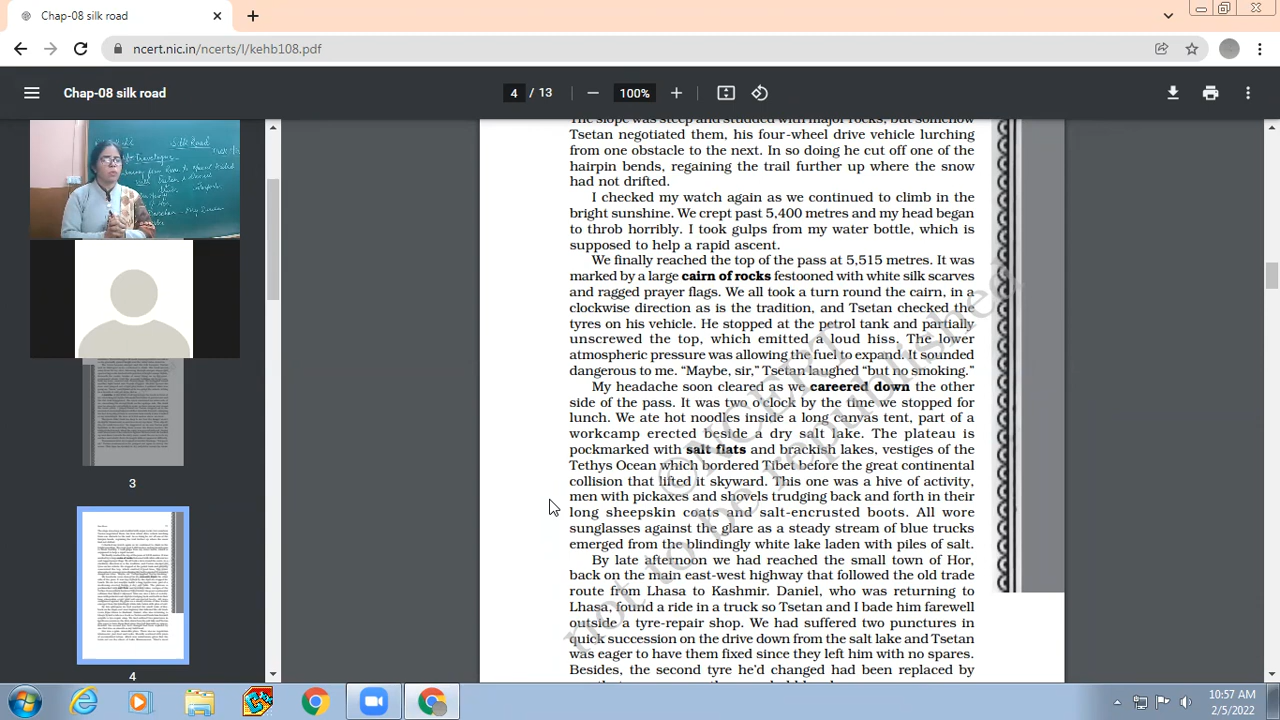 Chap-08 silk road
ncert.nic.in/ncerts/l/kehb108.pdf
Chap-08 silk road
4 / 13
100%
Silk Road
3
4
The slope was steep and studded with major rocks, but somehow
Tsetan negotiated them, his four-wheel drive vehicle lurching
from one obstacle to the next. In so doing he cut off one of the
hairpin bends, regaining the trail further up where the snow
had not drifted.
I checked my watch again as we continued to climb in the
bright sunshine. We crept past 5,400 metres and my head began
to throb horribly. I took gulps from my water bottle, which is
supposed to help a rapid ascent.
We finally reached the top of the pass at 5,515 metres. It was
marked by a large cairn of rocks festooned with white silk scarves
and ragged prayer flags. We all took a turn round the cairn, in a
clockwise direction as is the tradition, and Tsetan checked the
tyres on his vehicle. He stopped at the petrol tank and partially
unscrewed the top, which emitted a loud hiss. The lower
atmospheric pressure was allowing the fuel to expand. It sounded
dangerous to me. “Maybe, sir,” Tsetan laughed “but no smoking.”
My headache soon cleared as we careered down the other
side of the pass. It was two o'clock by the time we stopped for
lunch. We ate hot noodles inside a long canvas tent, part of a
workcamp erected beside a dry salt lake. The plateau is
pockmarked with salt flats and brackish lakes, vestiges of the
Tethys Ocean which bordered Tibet before the great continental
collision that lifted it skyward. This one was a hive of activity,
men with pickaxes and shovels trudging back and forth in their
long sheepskin coats and salt-encrusted boots. All wore
sunglasses against the glare as a steady stream of blue trucks
emerged from the blindingly white lake laden with piles of salt.
By late afternoon we had reached the small town of Hor,
back on the main east-west highway that followed the old trade
route from Lhasa to Kashmir. Daniel, who was returning to
Lhasa, found a ride in a truck so Tsetan and I bade him farewell
outside a tyre-repair shop. We had suffered two punctures in
quick succession on the drive down from the salt lake and Tsetan
was eager to have them fixed since they left him with no spares.
Besides, the second tyre he'd changed had been replaced by
not to be republished
10:57 AM
2/5/2022